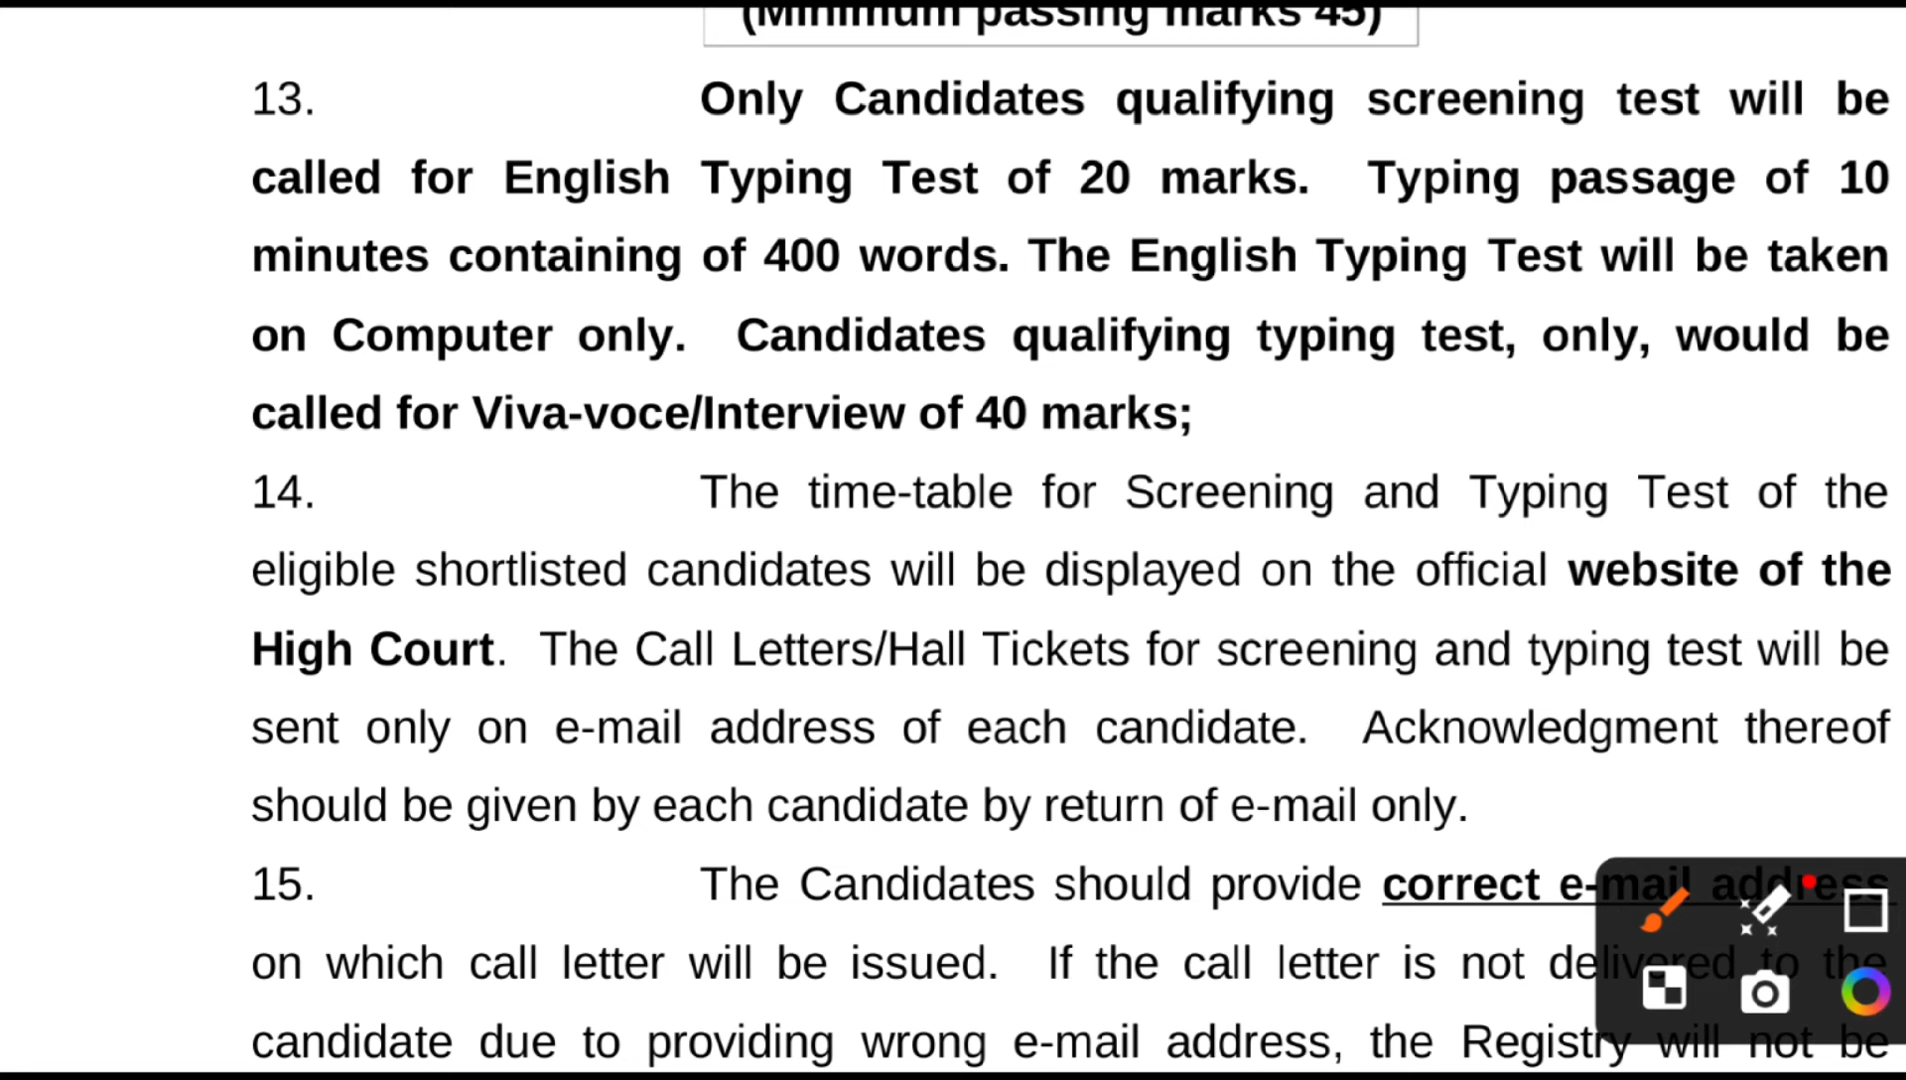 (Minimum passing marks 45)
13. Only Candidates qualifying screening test will be
called for English Typing Test of 20 marks. Typing passage of 10
minutes containing of 400 words. The English Typing Test will be taken
on Computer only. Candidates qualifying typing test, only, would be
called for Viva-voce/Interview of 40 marks;
14. The time-table for Screening and Typing Test of the
eligible shortlisted candidates will be displayed on the official website of the
High Court. The Call Letters/Hall Tickets for screening and typing test will be
sent only on e-mail address of each candidate. Acknowledgment thereof
should be given by each candidate by return of e-mail only.
15. The Candidates should provide correct e-mail address
on which call letter will be issued. If the call letter is not delivered to the
candidate due to providing wrong e-mail address, the Registry will not be